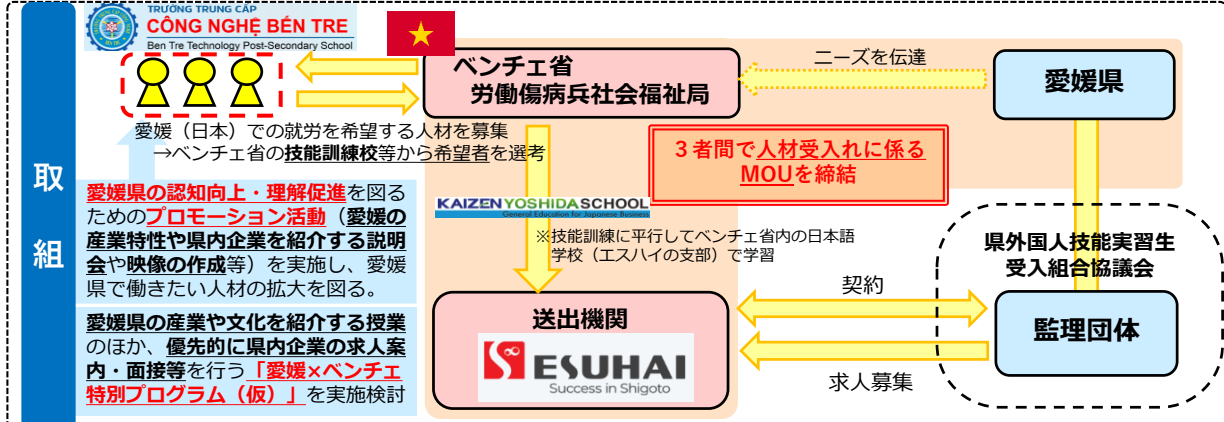 取組
TRƯỜNG TRUNG CẤP
CÔNG NGHỆ BÉN TRE
Ben Tre Technology Post-Secondary School
ベンチェ省
労働傷病兵社会福祉局
ニーズを伝達
愛媛県
愛媛（日本）での就労を希望する人材を募集
→ベンチェ省の技能訓練校等から希望者を選考
３者間で人材受入れに係る
MOUを締結
愛媛県の認知向上・理解促進を図る
ためのプロモーション活動（愛媛の
産業特性や県内企業を紹介する説明
会や映像の作成等）を実施し、愛媛
県で働きたい人材の拡大を図る。
KAIZEN YOSHIDA SCHOOL
General Education for Japanese Business
※技能訓練に平行してベンチェ省内の日本語
学校（エスハイの支部）で学習
県外国人技能実習生
受入組合協議会
愛媛県の産業や文化を紹介する授業
のほか、優先的に県内企業の求人案
内・面接等を行う「愛媛×ベンチェ
特別プログラム（仮）」を実施検討
送出機関
ESUHAI
Success in Shigoto
契約
求人募集
監理団体